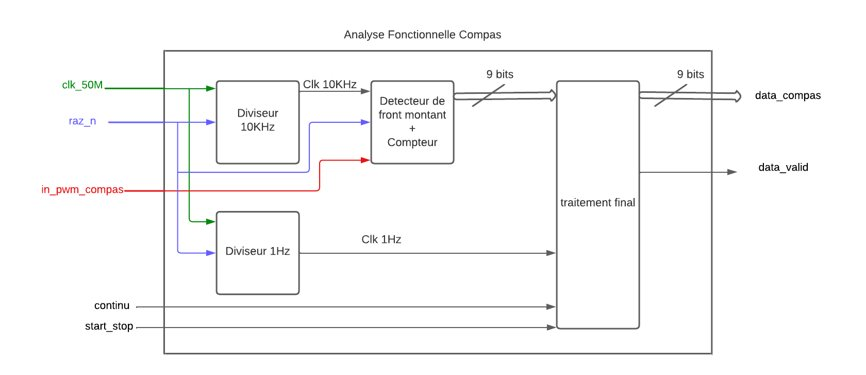 Analyse Fonctionnelle Compas
clk_50M
raz_n
in_pwm_compas
continu
start_stop
Diviseur
10KHz
Clk 10KHz
Detecteur de
front montant
+
Compteur
9 bits
9 bits
data_compas
data_valid
traitement final
Diviseur 1Hz
Clk 1Hz